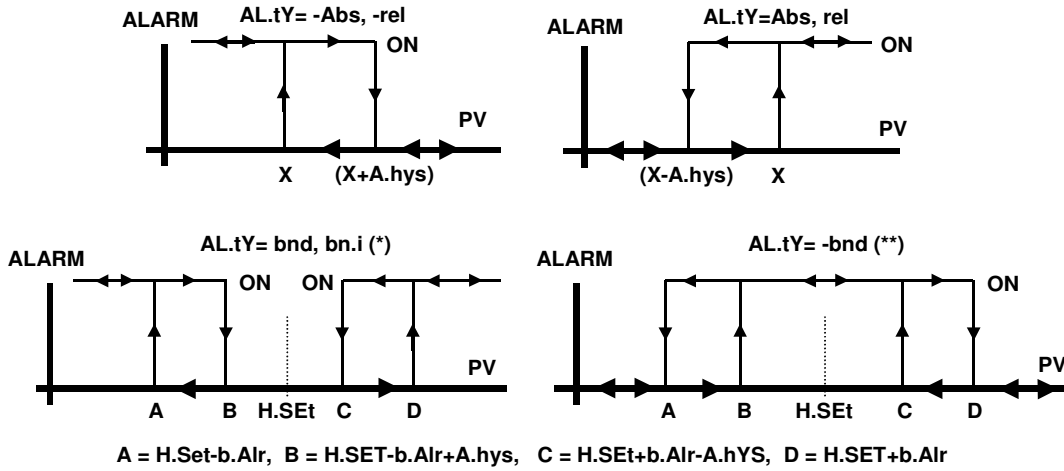 AL.tY= -Abs, -rel
ALARM
ON
PV
X
(X+A.hys)
AL.tY=Abs, rel
ALARM
ON
PV
(X-A.hys)
X
AL.tY= bnd, bn.i (*)
ALARM
ON
ON
PV
A
B
H.SEt
C
D
AL.tY= -bnd (**)
ALARM
ON
PV
A
B
H.SEt
C
D
A = H.Set-b.Alr, B = H.SET-b.Alr+A.hys, C = H.SEt+b.Alr-A.hYS, D = H.SET+b.Alr